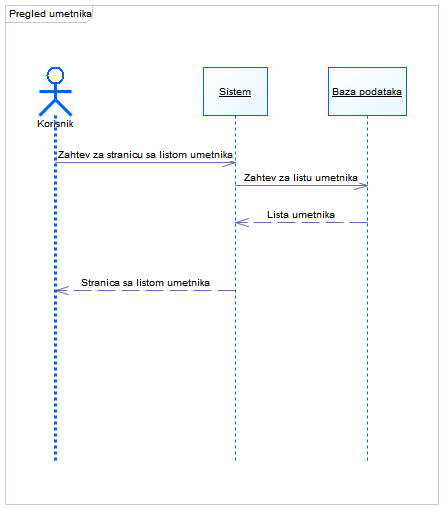 Pregled umetnika
Sistem
Baza podataka
Korisnik
Zahtev za stranicu sa listom umetnika
Zahtev za listu umetnika
Lista umetnika
Stranica sa listom umetnika